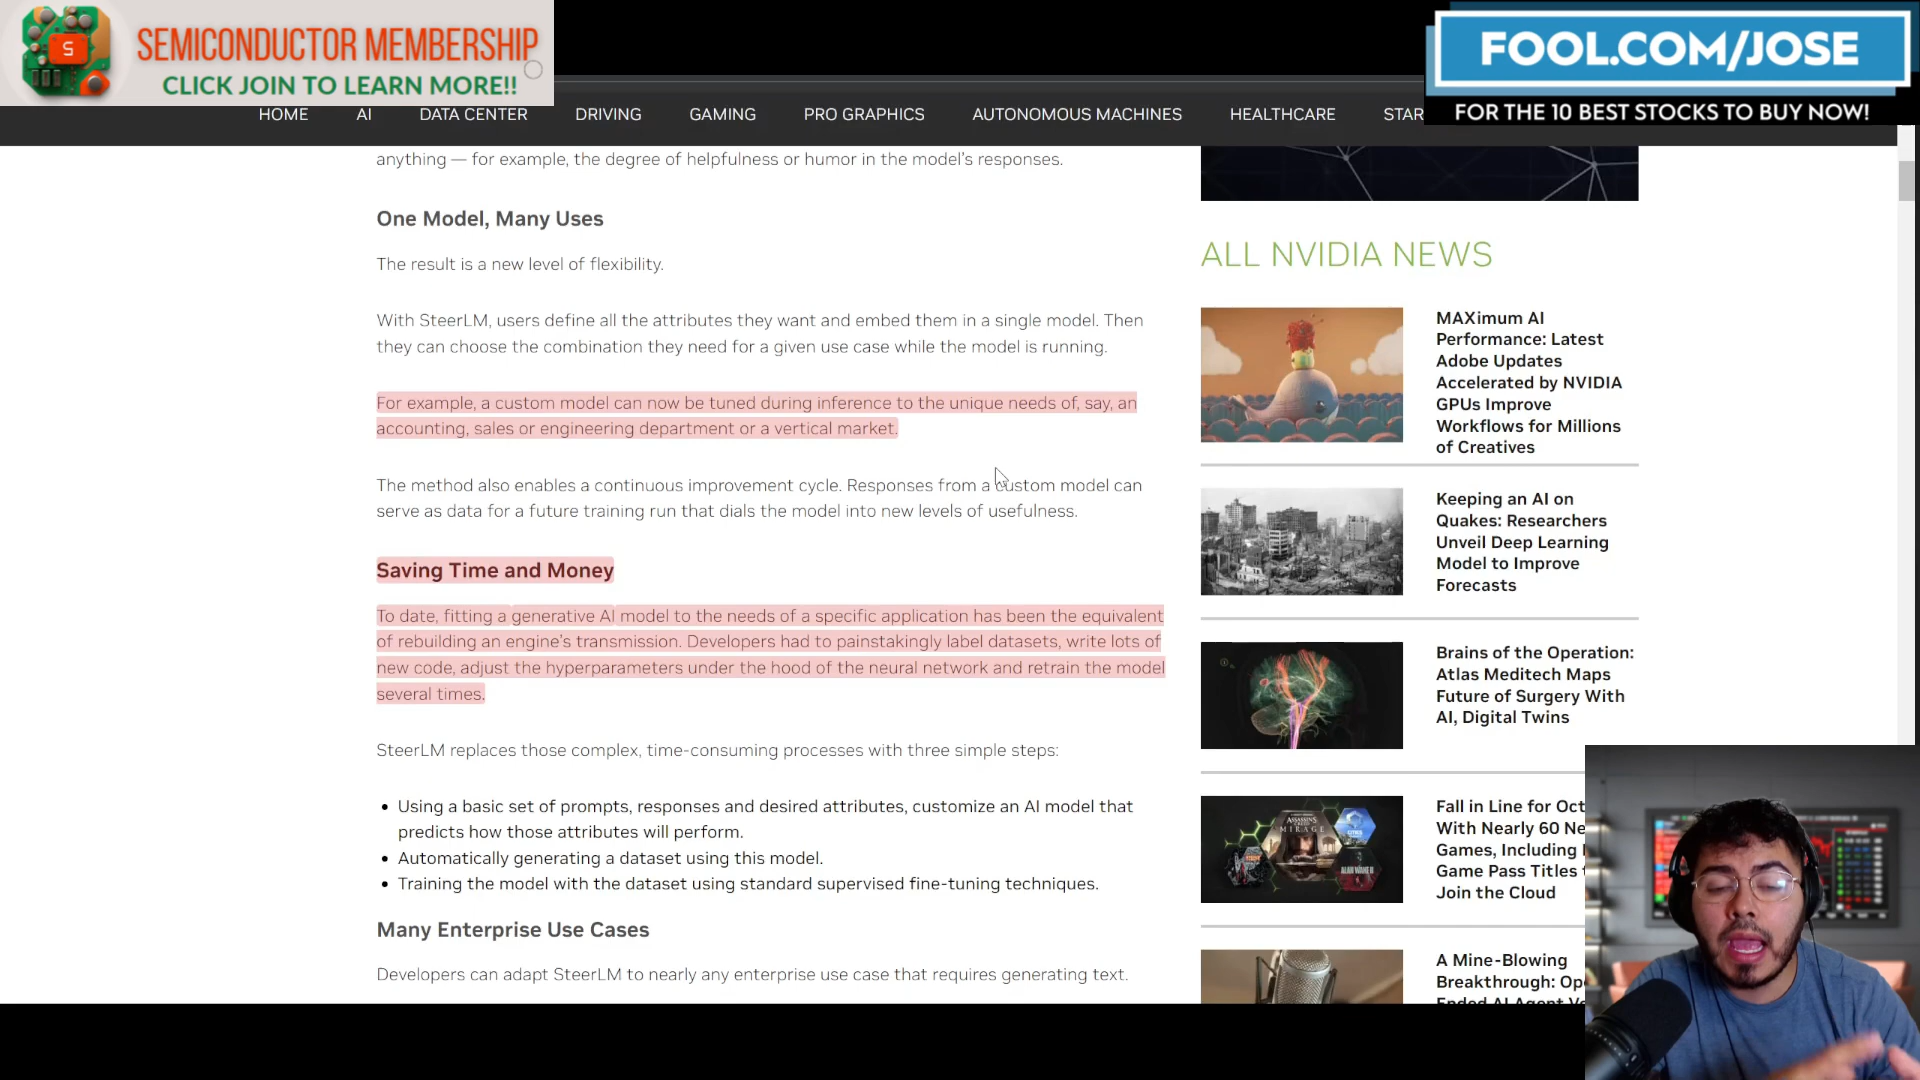 SEMICONDUCTOR MEMBERSHIP
CLICK JOIN TO LEARN MORE!!
S
FOOL.COM/JOSE
FOR THE 10 BEST STOCKS TO BUY NOW!
HOME AI DATA CENTER DRIVING GAMING PRO GRAPHICS AUTONOMOUS MACHINES HEALTHCARE STAR
anything — for example, the degree of helpfulness or humor in the model's responses.
One Model, Many Uses
The result is a new level of flexibility.
With SteerLM, users define all the attributes they want and embed them in a single model. Then
they can choose the combination they need for a given use case while the model is running.
For example, a custom model can now be tuned during inference to the unique needs of, say, an
accounting, sales or engineering department or a vertical market.
The method also enables a continuous improvement cycle. Responses from a custom model can
serve as data for a future training run that dials the model into new levels of usefulness.
Saving Time and Money
To date, fitting a generative AI model to the needs of a specific application has been the equivalent
of rebuilding an engine's transmission. Developers had to painstakingly label datasets, write lots of
new code, adjust the hyperparameters under the hood of the neural network and retrain the model
several times.
SteerLM replaces those complex, time-consuming processes with three simple steps:
• Using a basic set of prompts, responses and desired attributes, customize an AI model that
predicts how those attributes will perform.
• Automatically generating a dataset using this model.
• Training the model with the dataset using standard supervised fine-tuning techniques.
Many Enterprise Use Cases
Developers can adapt SteerLM to nearly any enterprise use case that requires generating text.
ALL NVIDIA NEWS
MAXimum AI
Performance: Latest
Adobe Updates
Accelerated by NVIDIA
GPUs Improve
Workflows for Millions
of Creatives
Keeping an AI on
Quakes: Researchers
Unveil Deep Learning
Model to Improve
Forecasts
Brains of the Operation:
Atlas Meditech Maps
Future of Surgery With
AI, Digital Twins
ASSASSINS
CREED
MIRAGE
CITIES
ALAN WAKE II
Fall in Line for Oct
With Nearly 60 Ne
Games, Including
Game Pass Titles
Join the Cloud
A Mine-Blowing
Breakthrough: Ope
Ended AI Agent Vo